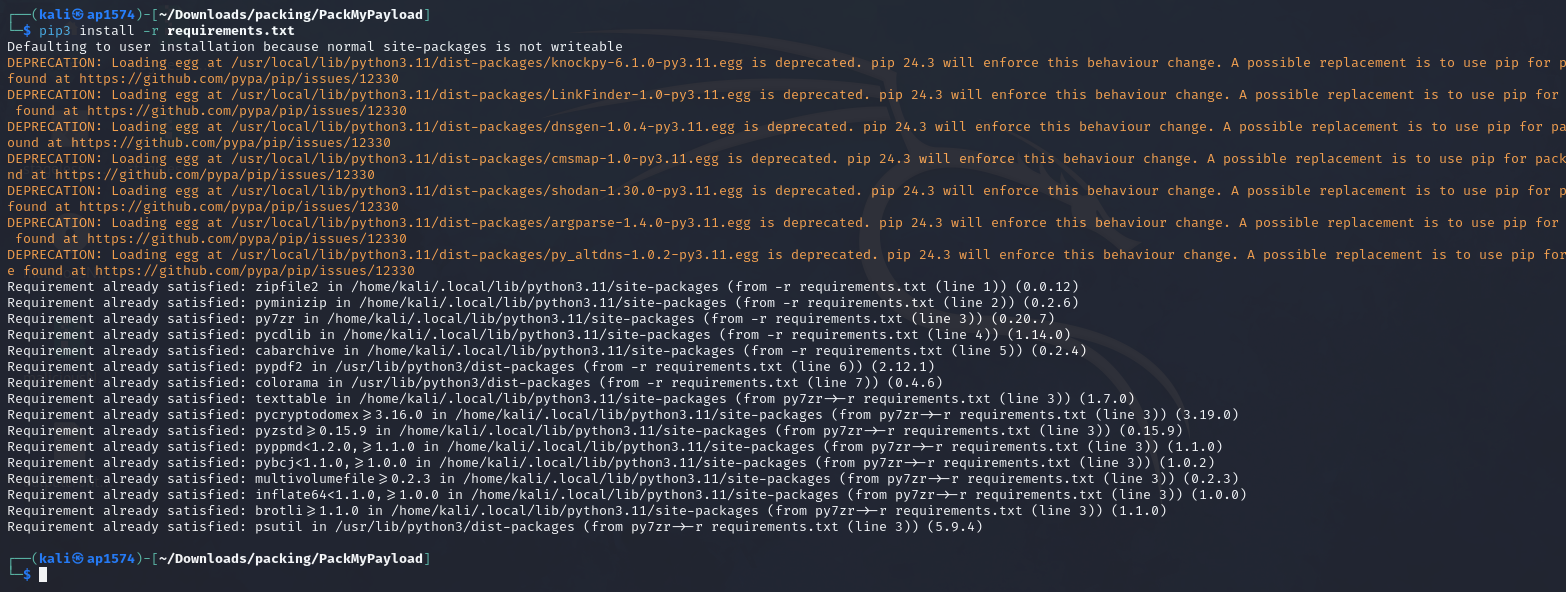 ┌──(kali㉿ap1574)-[~/Downloads/packing/PackMyPayload]
└─$ pip3 install -r requirements.txt
Defaulting to user installation because normal site-packages is not writeable
DEPRECATION: Loading egg at /usr/local/lib/python3.11/dist-packages/knockpy-6.1.0-py3.11.egg is deprecated. pip 24.3 will enforce this behaviour change. A possible replacement is to use pip for p
found at https://github.com/pypa/pip/issues/12330
DEPRECATION: Loading egg at /usr/local/lib/python3.11/dist-packages/LinkFinder-1.0-py3.11.egg is deprecated. pip 24.3 will enforce this behaviour change. A possible replacement is to use pip for
found at https://github.com/pypa/pip/issues/12330
DEPRECATION: Loading egg at /usr/local/lib/python3.11/dist-packages/dnsgen-1.0.4-py3.11.egg is deprecated. pip 24.3 will enforce this behaviour change. A possible replacement is to use pip for pa
ound at https://github.com/pypa/pip/issues/12330
DEPRECATION: Loading egg at /usr/local/lib/python3.11/dist-packages/cmsmap-1.0-py3.11.egg is deprecated. pip 24.3 will enforce this behaviour change. A possible replacement is to use pip for pack
nd at https://github.com/pypa/pip/issues/12330
DEPRECATION: Loading egg at /usr/local/lib/python3.11/dist-packages/shodan-1.30.0-py3.11.egg is deprecated. pip 24.3 will enforce this behaviour change. A possible replacement is to use pip for p
found at https://github.com/pypa/pip/issues/12330
DEPRECATION: Loading egg at /usr/local/lib/python3.11/dist-packages/argparse-1.4.0-py3.11.egg is deprecated. pip 24.3 will enforce this behaviour change. A possible replacement is to use pip for
found at https://github.com/pypa/pip/issues/12330
DEPRECATION: Loading egg at /usr/local/lib/python3.11/dist-packages/py_altdns-1.0.2-py3.11.egg is deprecated. pip 24.3 will enforce this behaviour change. A possible replacement is to use pip for
e found at https://github.com/pypa/pip/issues/12330
Requirement already satisfied: zipfile2 in /home/kali/.local/lib/python3.11/site-packages (from -r requirements.txt (line 1)) (0.0.12)
Requirement already satisfied: pyminizip in /home/kali/.local/lib/python3.11/site-packages (from -r requirements.txt (line 2)) (0.2.6)
Requirement already satisfied: py7zr in /home/kali/.local/lib/python3.11/site-packages (from -r requirements.txt (line 3)) (0.20.7)
Requirement already satisfied: pycdlib in /home/kali/.local/lib/python3.11/site-packages (from -r requirements.txt (line 4)) (1.14.0)
Requirement already satisfied: cabarchive in /home/kali/.local/lib/python3.11/site-packages (from -r requirements.txt (line 5)) (0.2.4)
Requirement already satisfied: pypdf2 in /usr/lib/python3/dist-packages (from -r requirements.txt (line 6)) (2.12.1)
Requirement already satisfied: colorama in /usr/lib/python3/dist-packages (from -r requirements.txt (line 7)) (0.4.6)
Requirement already satisfied: texttable in /home/kali/.local/lib/python3.11/site-packages (from py7zr->-r requirements.txt (line 3)) (1.7.0)
Requirement already satisfied: pycryptodomex>=3.16.0 in /home/kali/.local/lib/python3.11/site-packages (from py7zr->-r requirements.txt (line 3)) (3.19.0)
Requirement already satisfied: pyzstd>=0.15.9 in /home/kali/.local/lib/python3.11/site-packages (from py7zr->-r requirements.txt (line 3)) (0.15.9)
Requirement already satisfied: pyppmd<1.2.0,>=1.1.0 in /home/kali/.local/lib/python3.11/site-packages (from py7zr->-r requirements.txt (line 3)) (1.1.0)
Requirement already satisfied: pybcj<1.1.0,>=1.0.0 in /home/kali/.local/lib/python3.11/site-packages (from py7zr->-r requirements.txt (line 3)) (1.0.2)
Requirement already satisfied: multivolumefile>=0.2.3 in /home/kali/.local/lib/python3.11/site-packages (from py7zr->-r requirements.txt (line 3)) (0.2.3)
Requirement already satisfied: inflate64<1.1.0,>=1.0.0 in /home/kali/.local/lib/python3.11/site-packages (from py7zr->-r requirements.txt (line 3)) (1.0.0)
Requirement already satisfied: brotli>=1.1.0 in /home/kali/.local/lib/python3.11/site-packages (from py7zr->-r requirements.txt (line 3)) (1.1.0)
Requirement already satisfied: psutil in /usr/lib/python3/dist-packages (from py7zr->-r requirements.txt (line 3)) (5.9.4)
┌──(kali㉿ap1574)-[~/Downloads/packing/PackMyPayload]
└─$